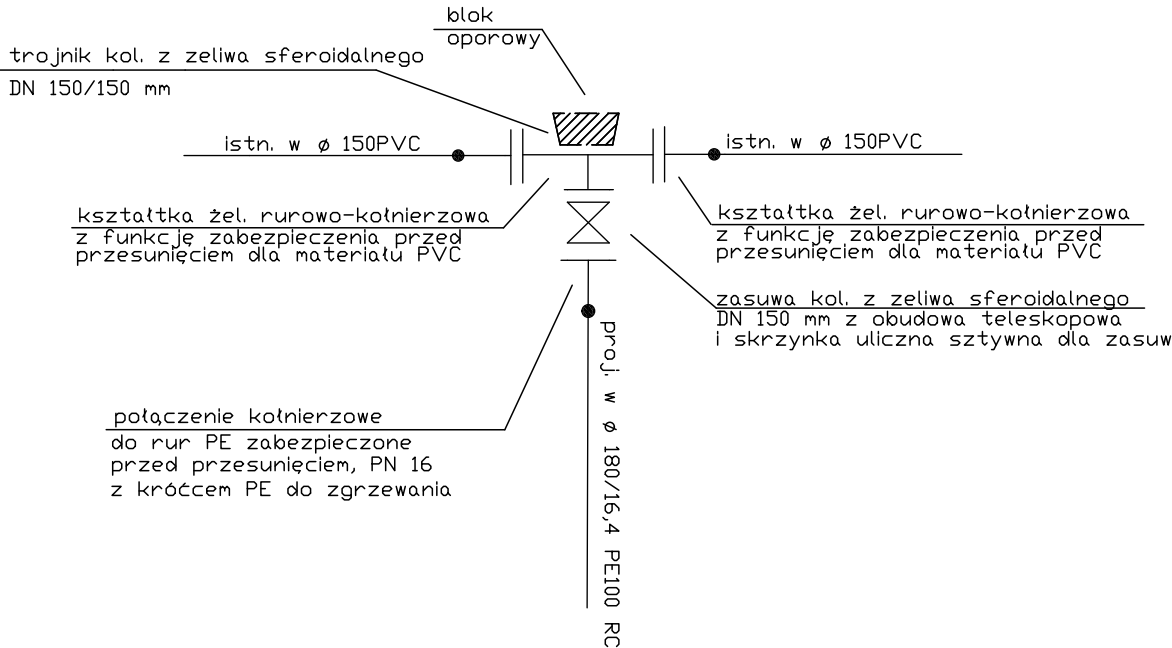 blok
oporowy
trojnik kol. z zeliwa sferoidalnego
DN 150/150 mm
istn. w ø 150PVC
istn. w ø 150PVC
kształtka żel. rurowo-kołnierzowa
z funkcję zabezpieczenia przed
przesunięciem dla materiału PVC
kształtka żel. rurowo-kołnierzowa
z funkcję zabezpieczenia przed
przesunięciem dla materiału PVC
zasuwa kol. z zeliwa sferoidalnego
DN 150 mm z obudowa teleskopowa
i skrzynka uliczna sztywna dla zasuw
proj. w ø 180/16,4 PE100 RC
połączenie kołnierzowe
do rur PE zabezpieczone
przed przesunięciem, PN 16
z króćcem PE do zgrzewania